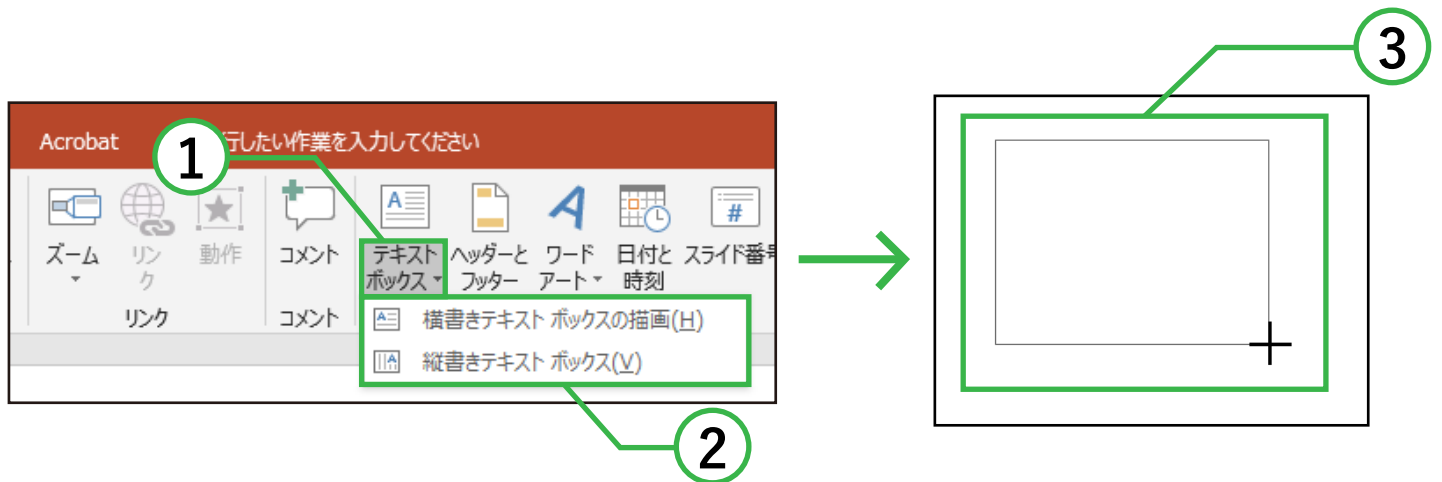 3
Acrobat
行したい作業を入力してください
1
A
A
#
ズーム
リン
ク
動作
コメント
テキスト
ボックス
ヘッダーと
フッター
ワード
アート
日付と
時刻
スライド番号
リンク
コメント
横書きテキスト ボックスの描画(H)
縦書きテキスト ボックス(V)
2